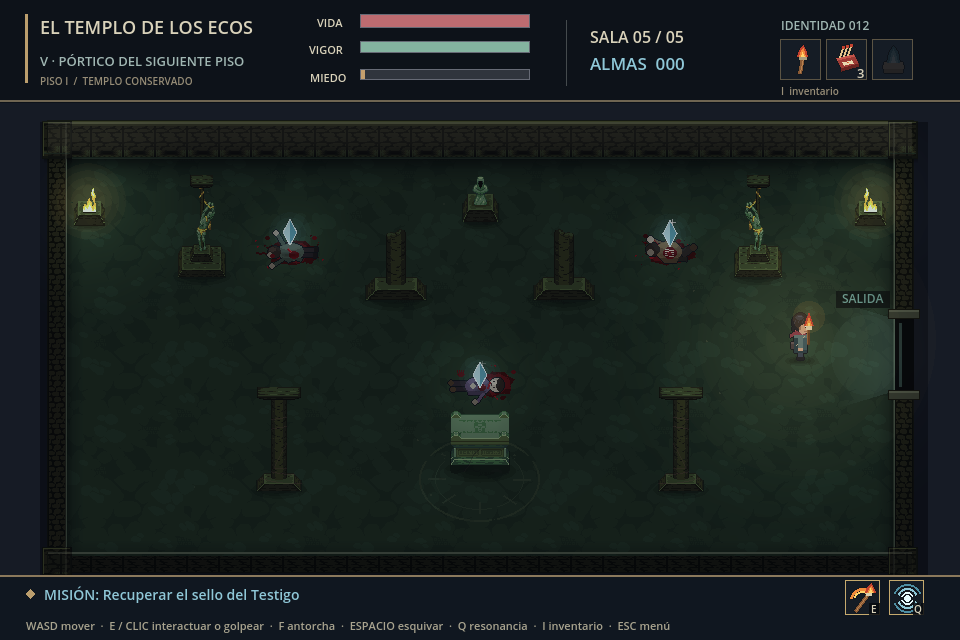 EL TEMPLO DE LOS ECOS
V · PÓRTICO DEL SIGUIENTE PISO
PISO I / TEMPLO CONSERVADO
VIDA
VIGOR
MIEDO
SALA 05 / 05
ALMAS 000
IDENTIDAD 012
3
I inventario
SALIDA
MISIÓN: Recuperar el sello del Testigo
E
Q
WASD mover · E / CLIC interactuar o golpear · F antorcha · ESPACIO esquivar · Q resonancia · I inventario · ESC menú